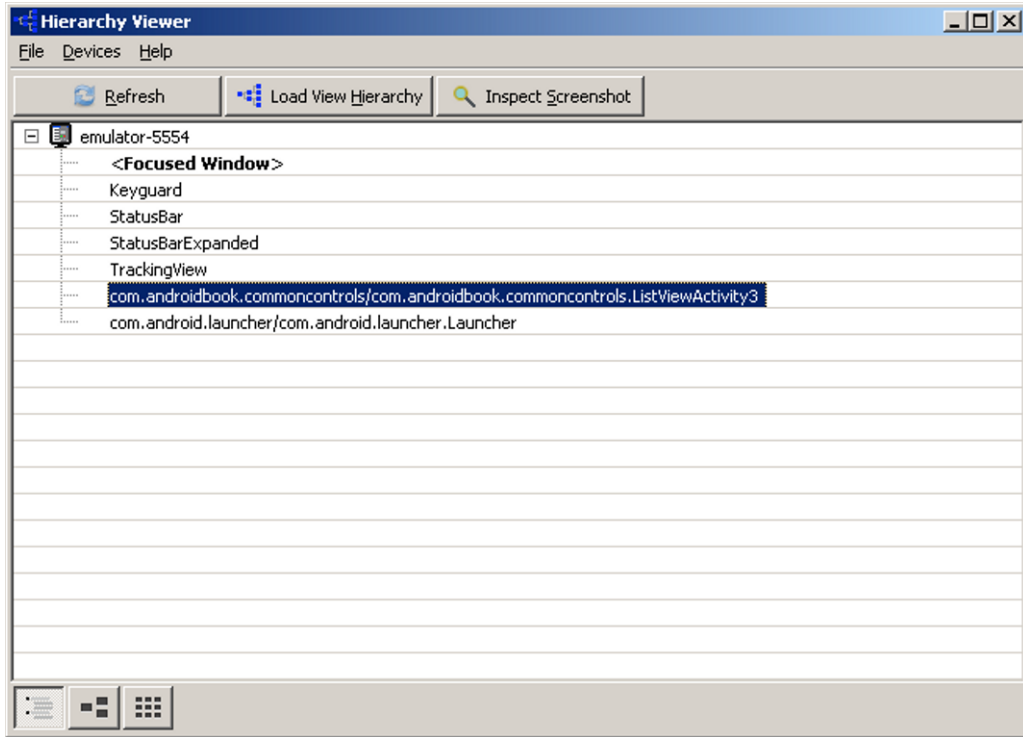 Hierarchy Viewer
File Devices Help
Refresh Load View Hierarchy Inspect Screenshot
emulator-5554
<Focused Window>
Keyguard
StatusBar
StatusBarExpanded
TrackingView
com.androidbook.commoncontrols/com.androidbook.commoncontrols.ListViewActivity3
com.android.launcher/com.android.launcher.Launcher